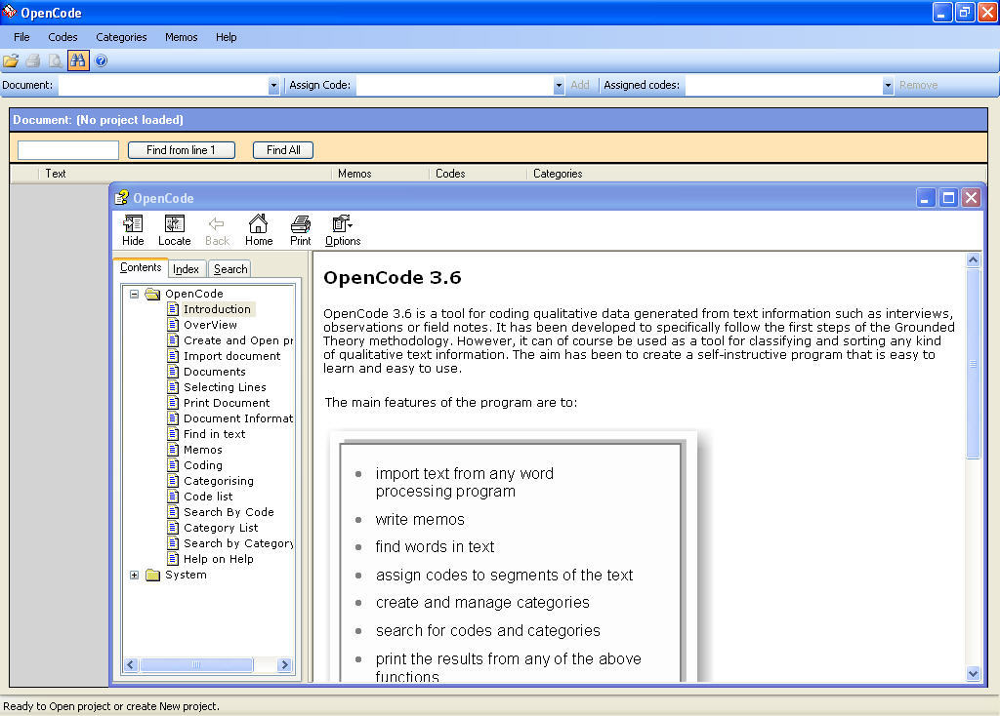 OpenCode
File Codes Categories Memos Help
Document: Assign Code: Add Assigned codes: Remove
Document: (No project loaded)
Find from line 1 Find All
Text Memos Codes Categories
OpenCode
Hide Locate Back Home Print Options
Contents Index Search
OpenCode
Introduction
OverView
Create and Open pr
Import document
Documents
Selecting Lines
Print Document
Document Informat
Find in text
Memos
Coding
Categorising
Code list
Search By Code
Category List
Search by Category
Help on Help
System
OpenCode 3.6
OpenCode 3.6 is a tool for coding qualitative data generated from text information such as interviews,
observations or field notes. It has been developed to specifically follow the first steps of the Grounded
Theory methodology. However, it can of course be used as a tool for classifying and sorting any kind
of qualitative text information. The aim has been to create a self-instructive program that is easy to
learn and easy to use.
The main features of the program are to:
import text from any word
processing program
write memos
find words in text
assign codes to segments of the text
create and manage categories
search for codes and categories
print the results from any of the above
functions
Ready to Open project or create New project.